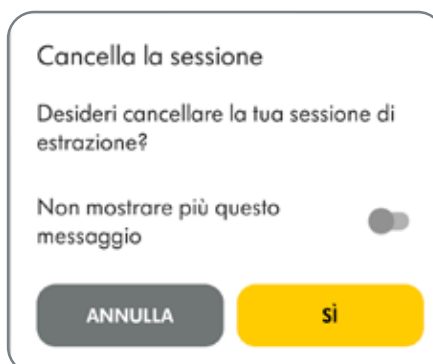 Cancella la sessione
Desideri cancellare la tua sessione di
estrazione?
Non mostrare più questo
messaggio
ANNULLA
SÌ